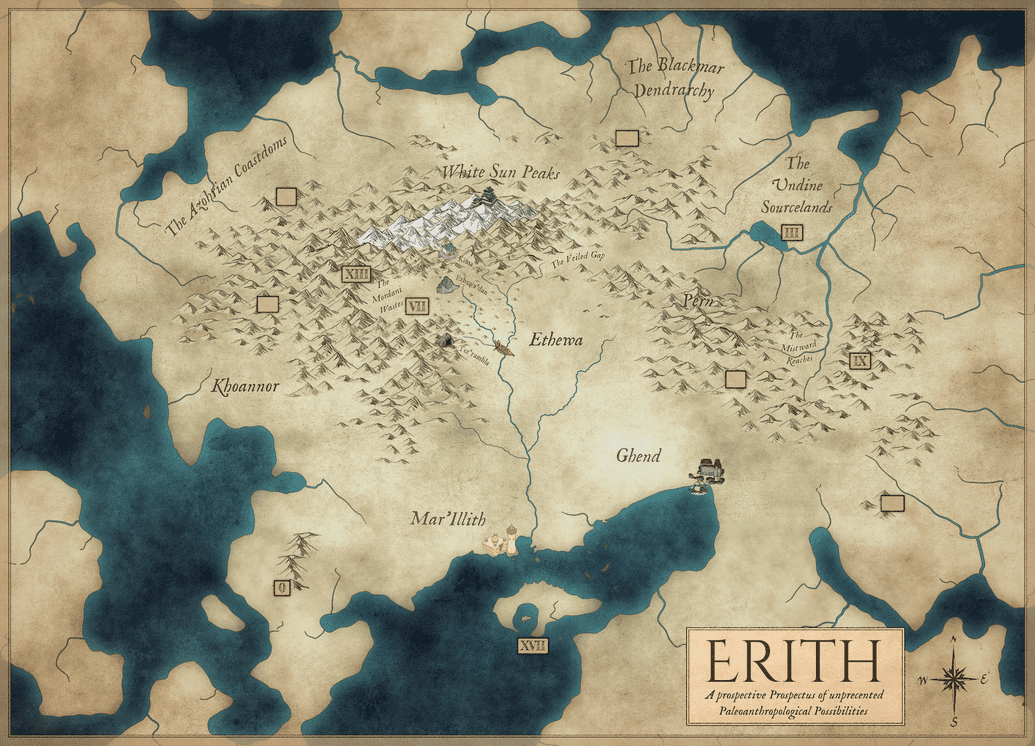 The Blackmar
Dendrarchy
The Azohrian Coastdoms
White Sun Peaks
The
Undine
Sourcelands
III
The Veiled Gap
XIII
The
Mordani
Wastes
VII
Pern
Ethewa
The
Mistward
Reaches
IX
Khoannor
Ghend
Mar'Illith
0
XVII
ERITH
A prospective Prospectus of unprecented
Paleoanthropological Possibilities
N
W
E
S